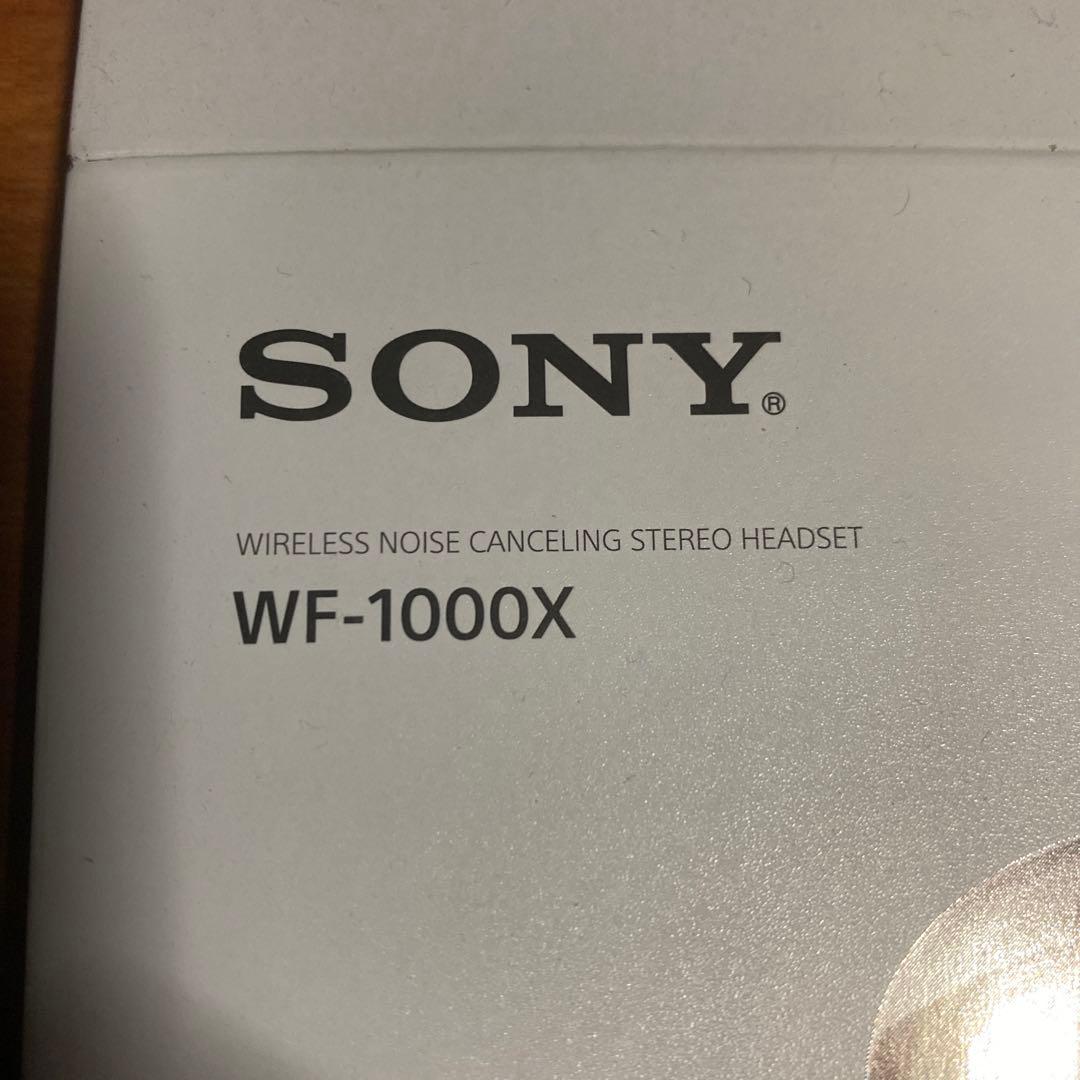 SONY®
WIRELESS NOISE CANCELING STEREO HEADSET
WF-1000X